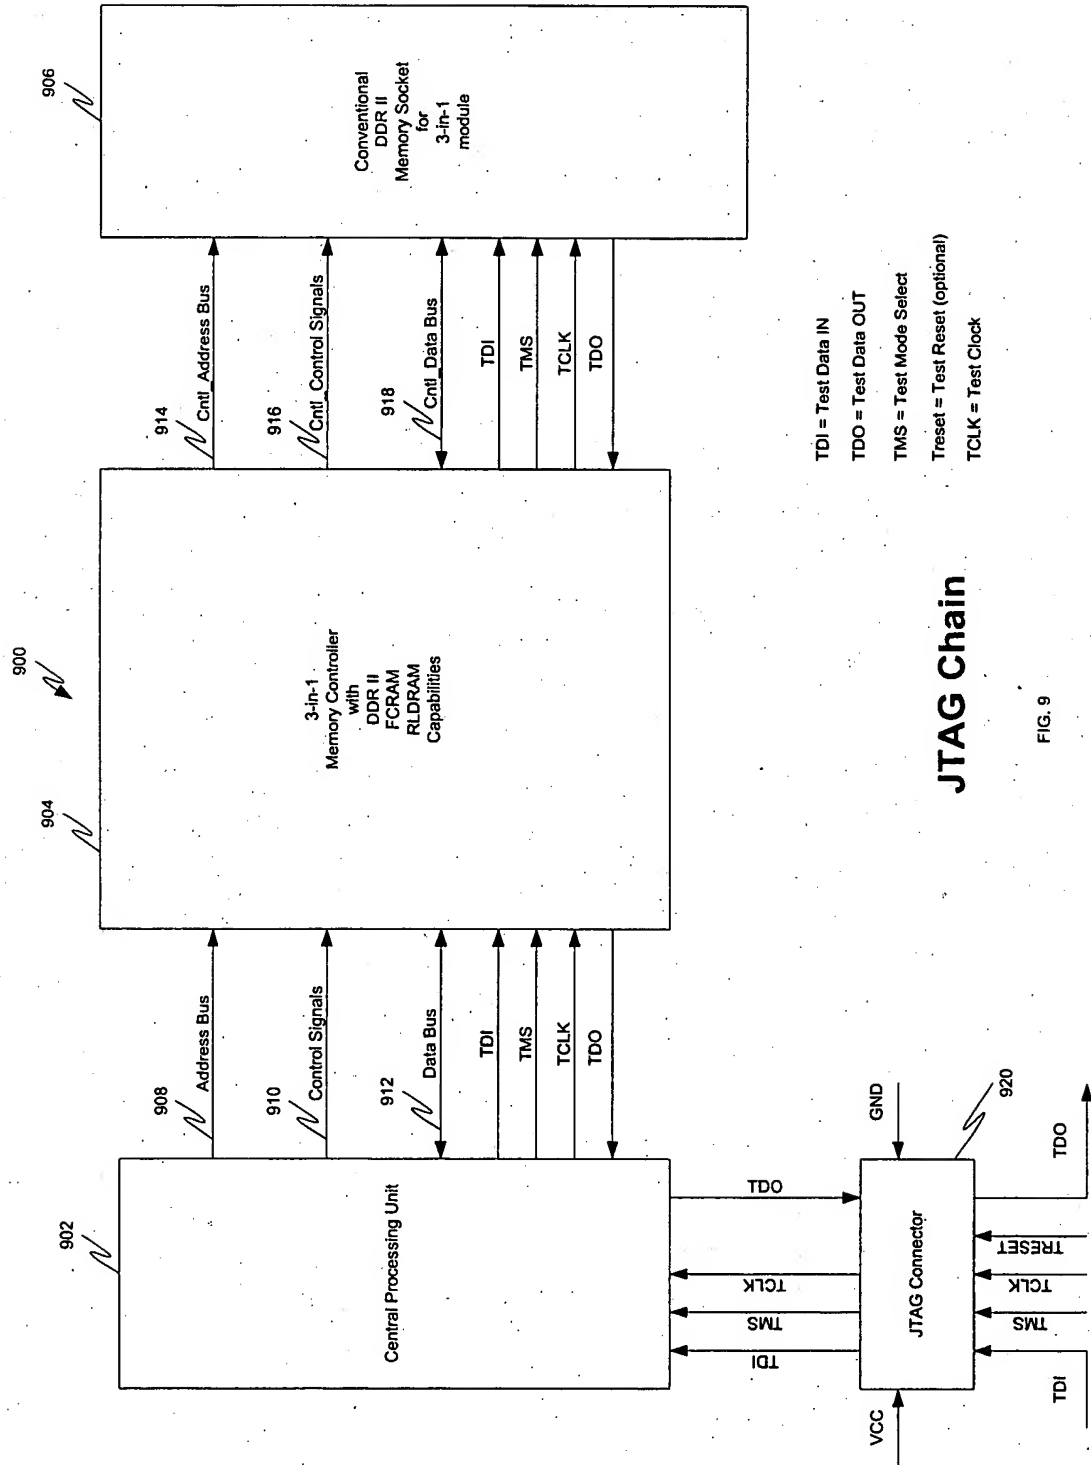 900
902
904
906
Central Processing Unit
3-in-1
Memory Controller
with
DDR II
FCRAM
RLDRAM
Capabilities
Conventional
DDR II
Memory Socket
for
3-in-1
module
908
Address Bus
910
Control Signals
912
Data Bus
TDI
TMS
TCLK
TDO
914
Cntl_Address Bus
916
Cntl_Control Signals
918
Cntl_Data Bus
TDI
TMS
TCLK
TDO
TDI
TMS
TCLK
TDO
VCC
GND
JTAG Connector
920
TDI
TMS
TCLK
TRESET
TDO
TDI = Test Data IN
TDO = Test Data OUT
TMS = Test Mode Select
Treset = Test Reset (optional)
TCLK = Test Clock
JTAG Chain
FIG. 9